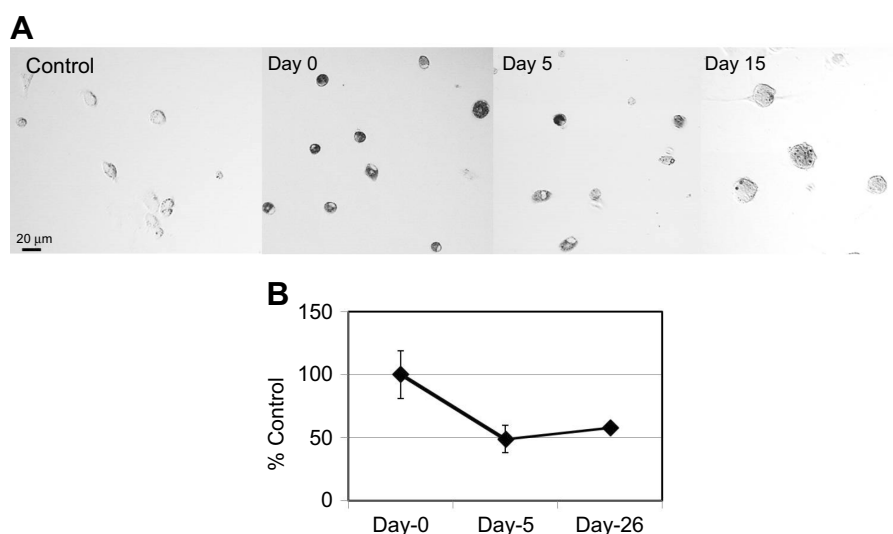 A
Control
Day 0
Day 5
Day 15
20 µm
B
150
100
50
0
% Control
Day-0
Day-5
Day-26